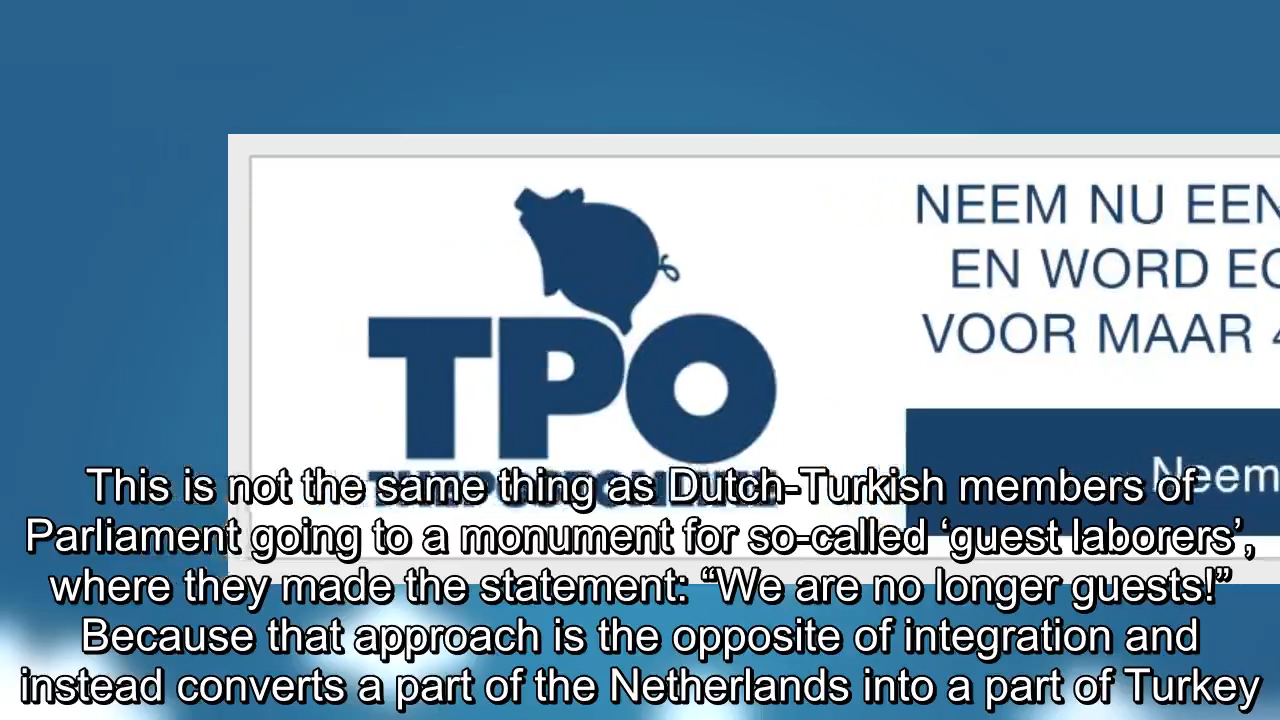 NEEM NU EEN
EN WORD
VOOR MAAR
TPO
Neem
This is not the same thing as Dutch-Turkish members of
Parliament going to a monument for so-called ‘guest laborers’,
where they made the statement: “We are no longer guests!”
Because that approach is the opposite of integration and
instead converts a part of the Netherlands into a part of Turkey